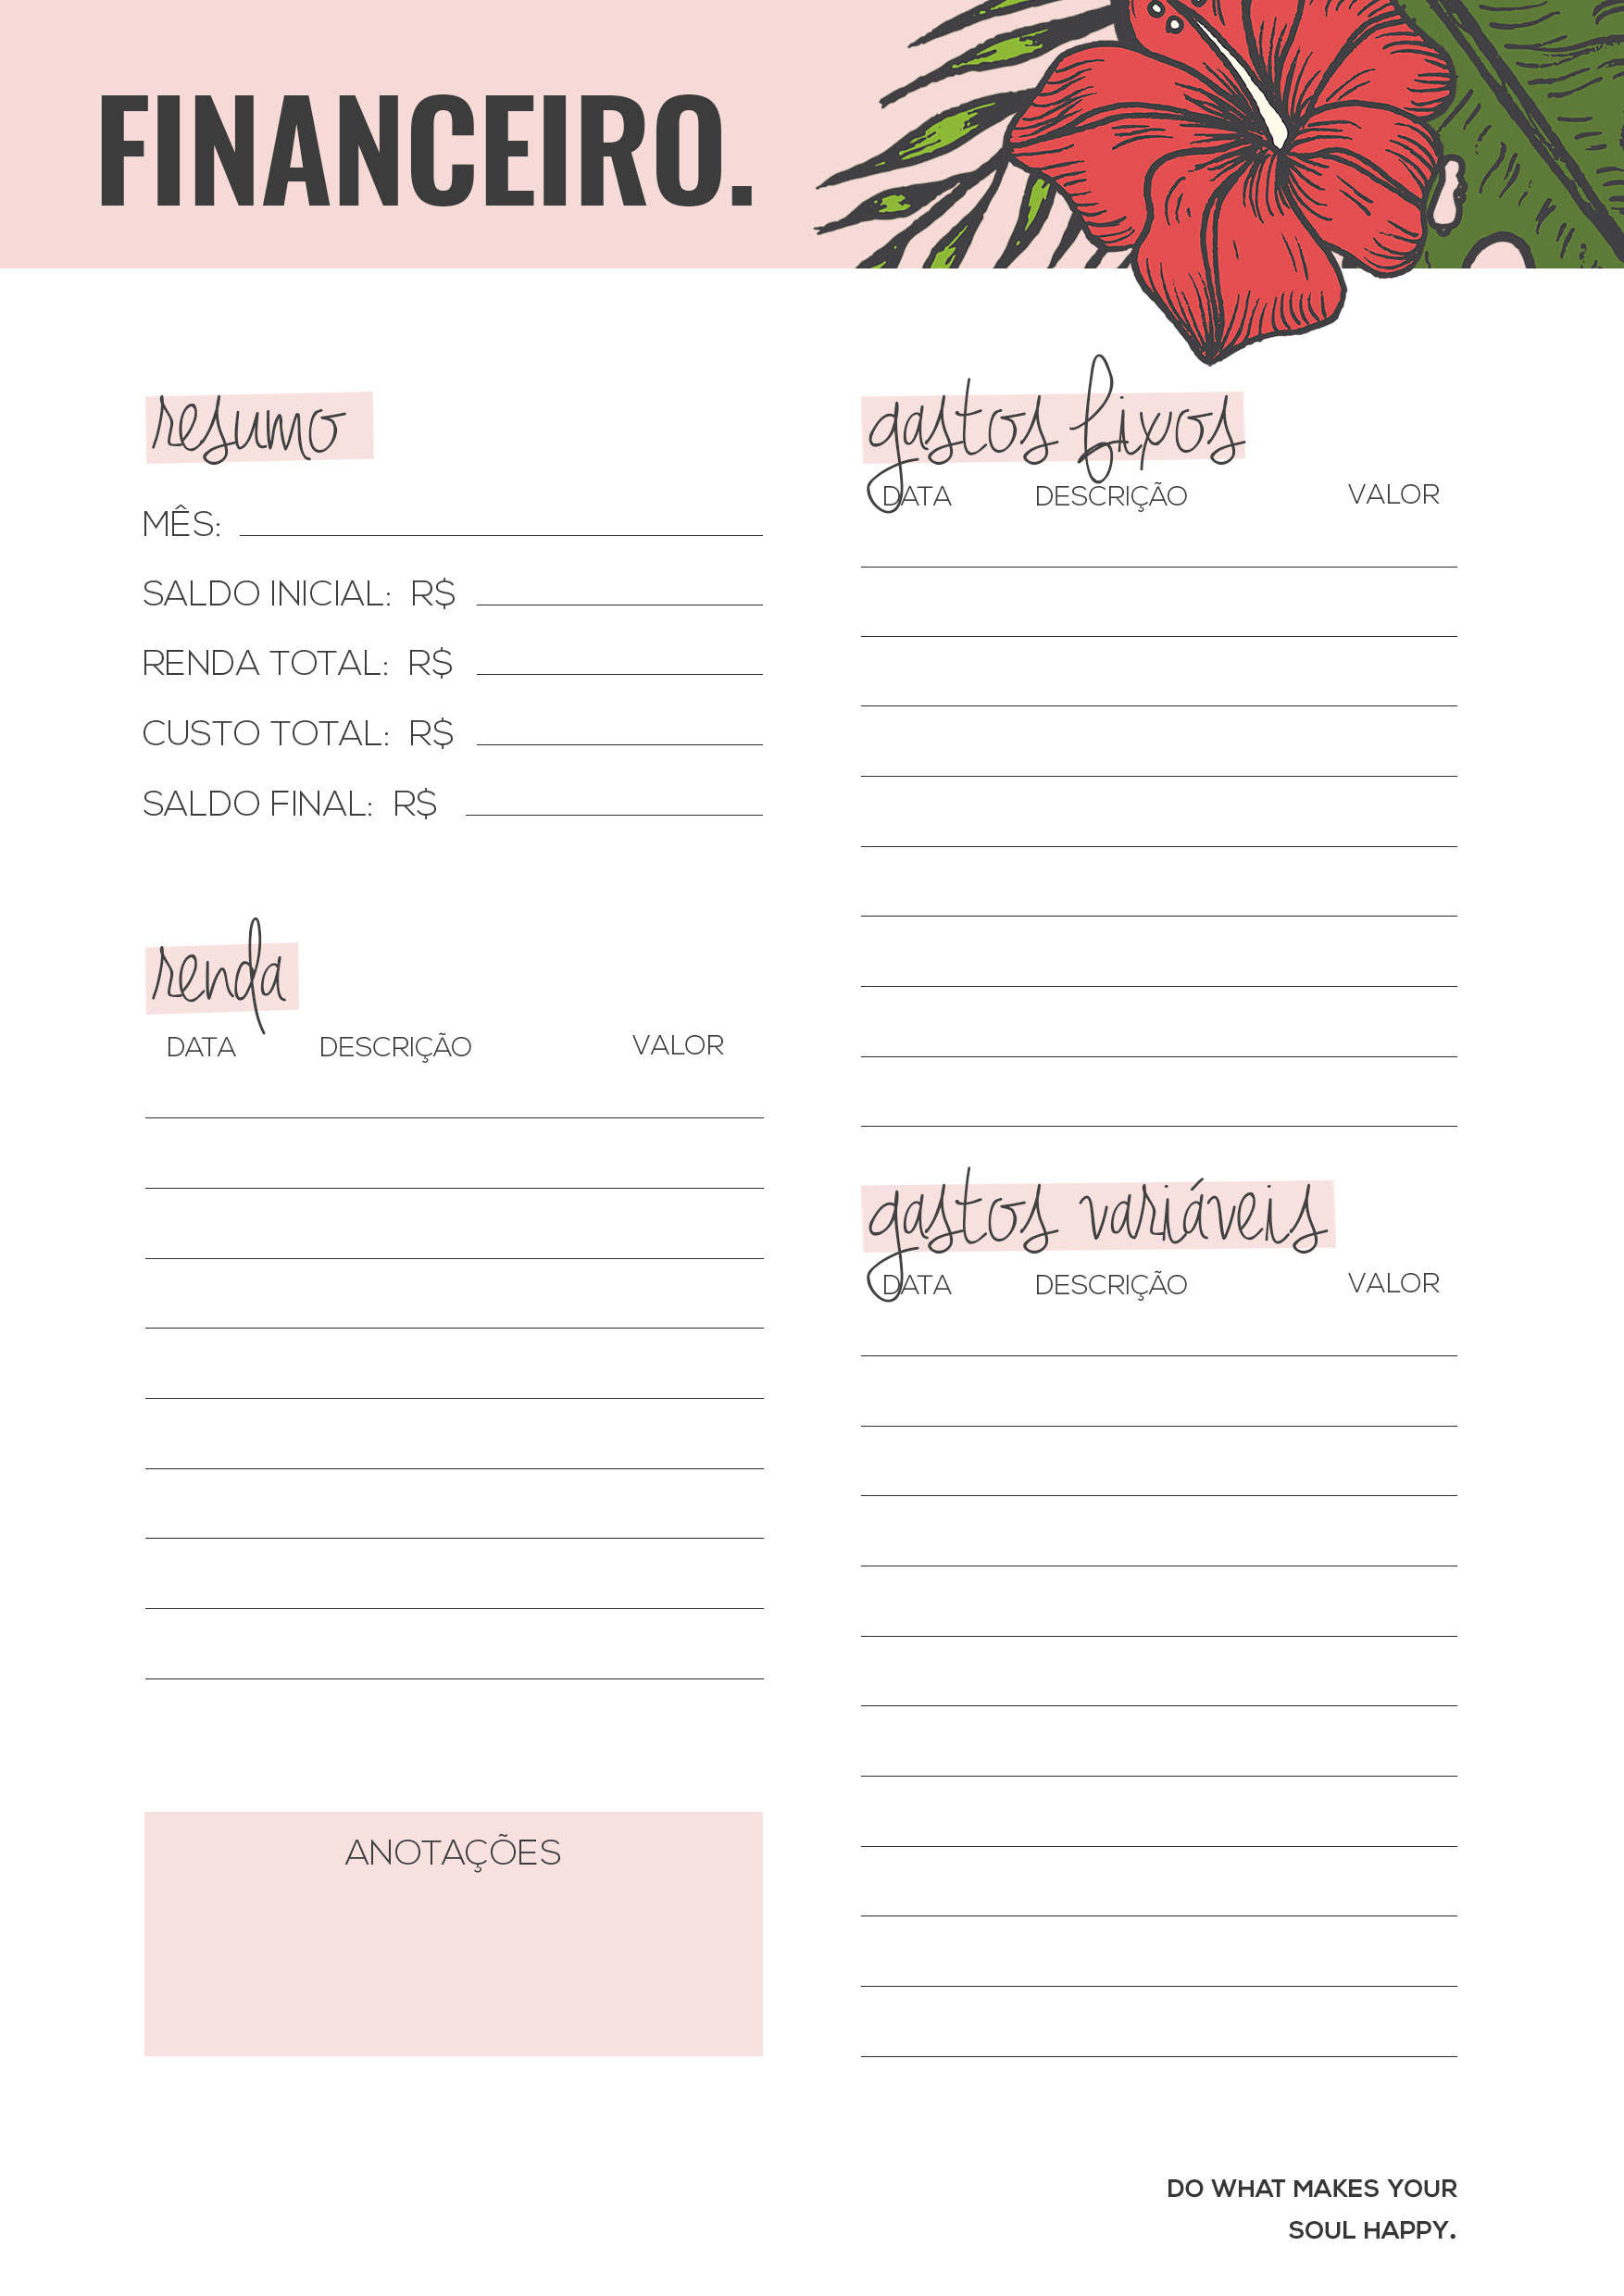 FINANCEIRO.
resumo
MÊS:
SALDO INICIAL: R$
RENDA TOTAL: R$
CUSTO TOTAL: R$
SALDO FINAL: R$
renda
DATA DESCRIÇÃO VALOR
ANOTAÇÕES
gastos fixos
DATA DESCRIÇÃO VALOR
gastos variáveis
DATA DESCRIÇÃO VALOR
DO WHAT MAKES YOUR
SOUL HAPPY.